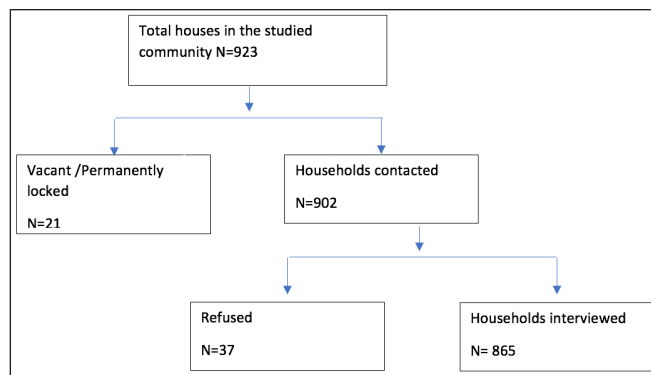 Total houses in the studied
community N=923
Vacant /Permanently
locked
N=21
Households contacted
N=902
Refused
N=37
Households interviewed
N= 865